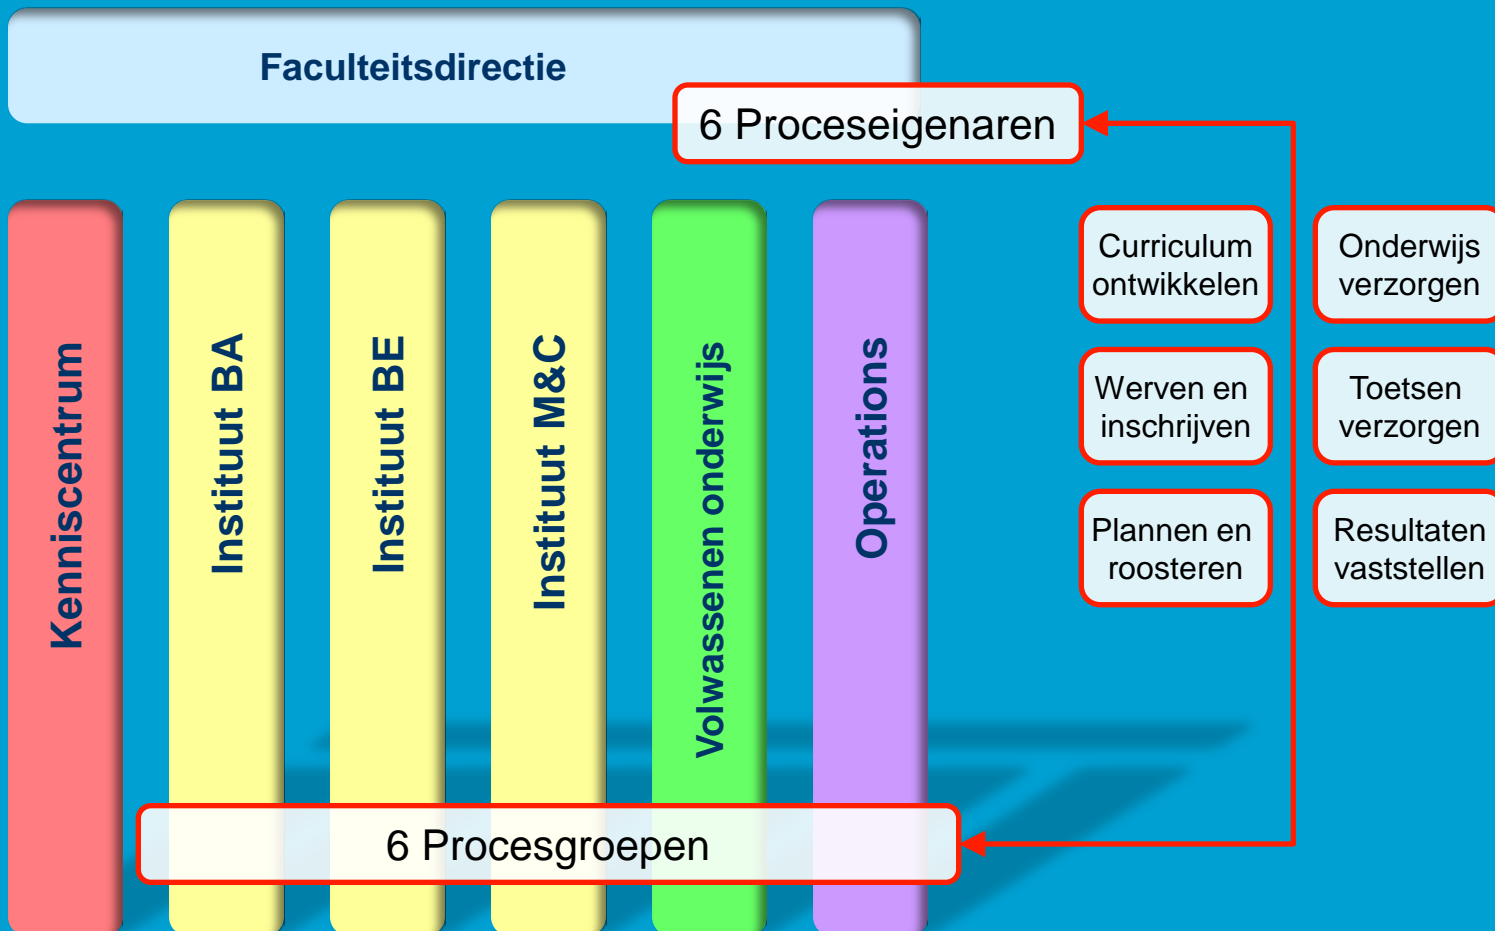 Faculteitsdirectie
6 Proceseigenaren
Kenniscentrum
Instituut BA
Instituut BE
Instituut M&C
Volwassenen onderwijs
Operations
Curriculum
ontwikkelen
Onderwijs
verzorgen
Werven en
inschrijven
Toetsen
verzorgen
Plannen en
roosteren
Resultaten
vaststellen
6 Procesgroepen